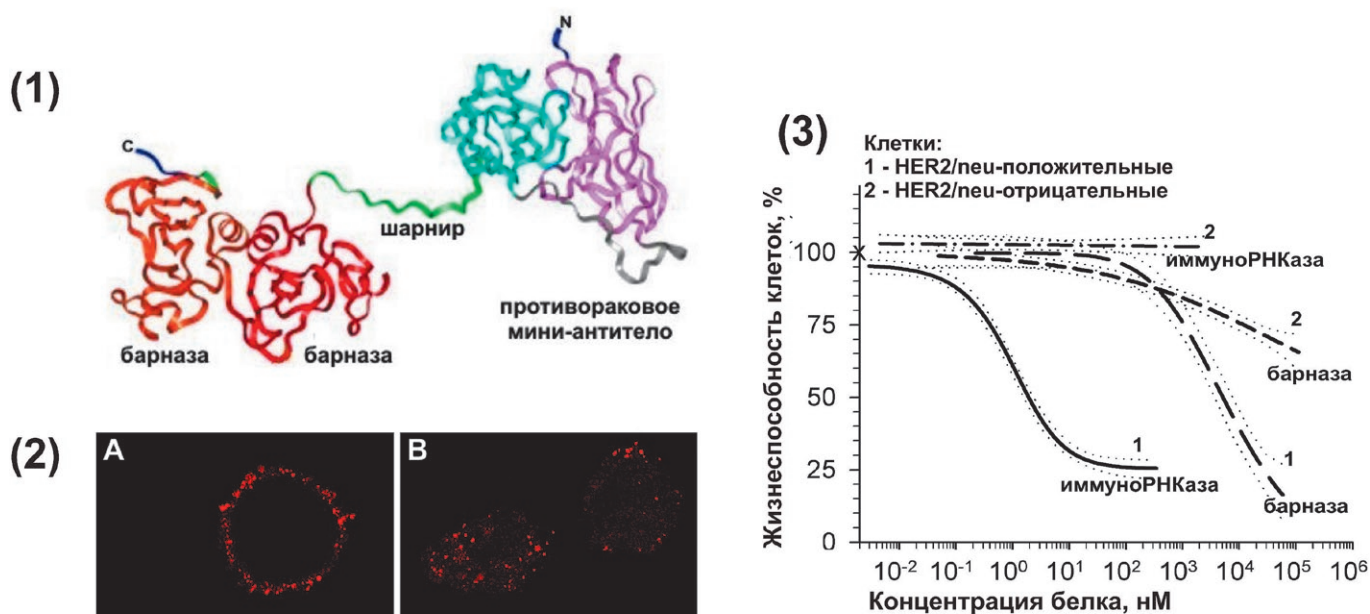 (1)
N
C
шарнир
противораковое
мини-антитело
барназа
барназа
(2)
A
B
(3)
Клетки:
1 - HER2/neu-положительные
2 - HER2/neu-отрицательные
Жизнеспособность клеток, %
100
75
50
25
0
X
2
иммуноРНКаза
2
барназа
1
иммуноРНКаза
1
барназа
10⁻² 10⁻¹ 10⁰ 10¹ 10² 10³ 10⁴ 10⁵ 10⁶
Концентрация белка, нМ